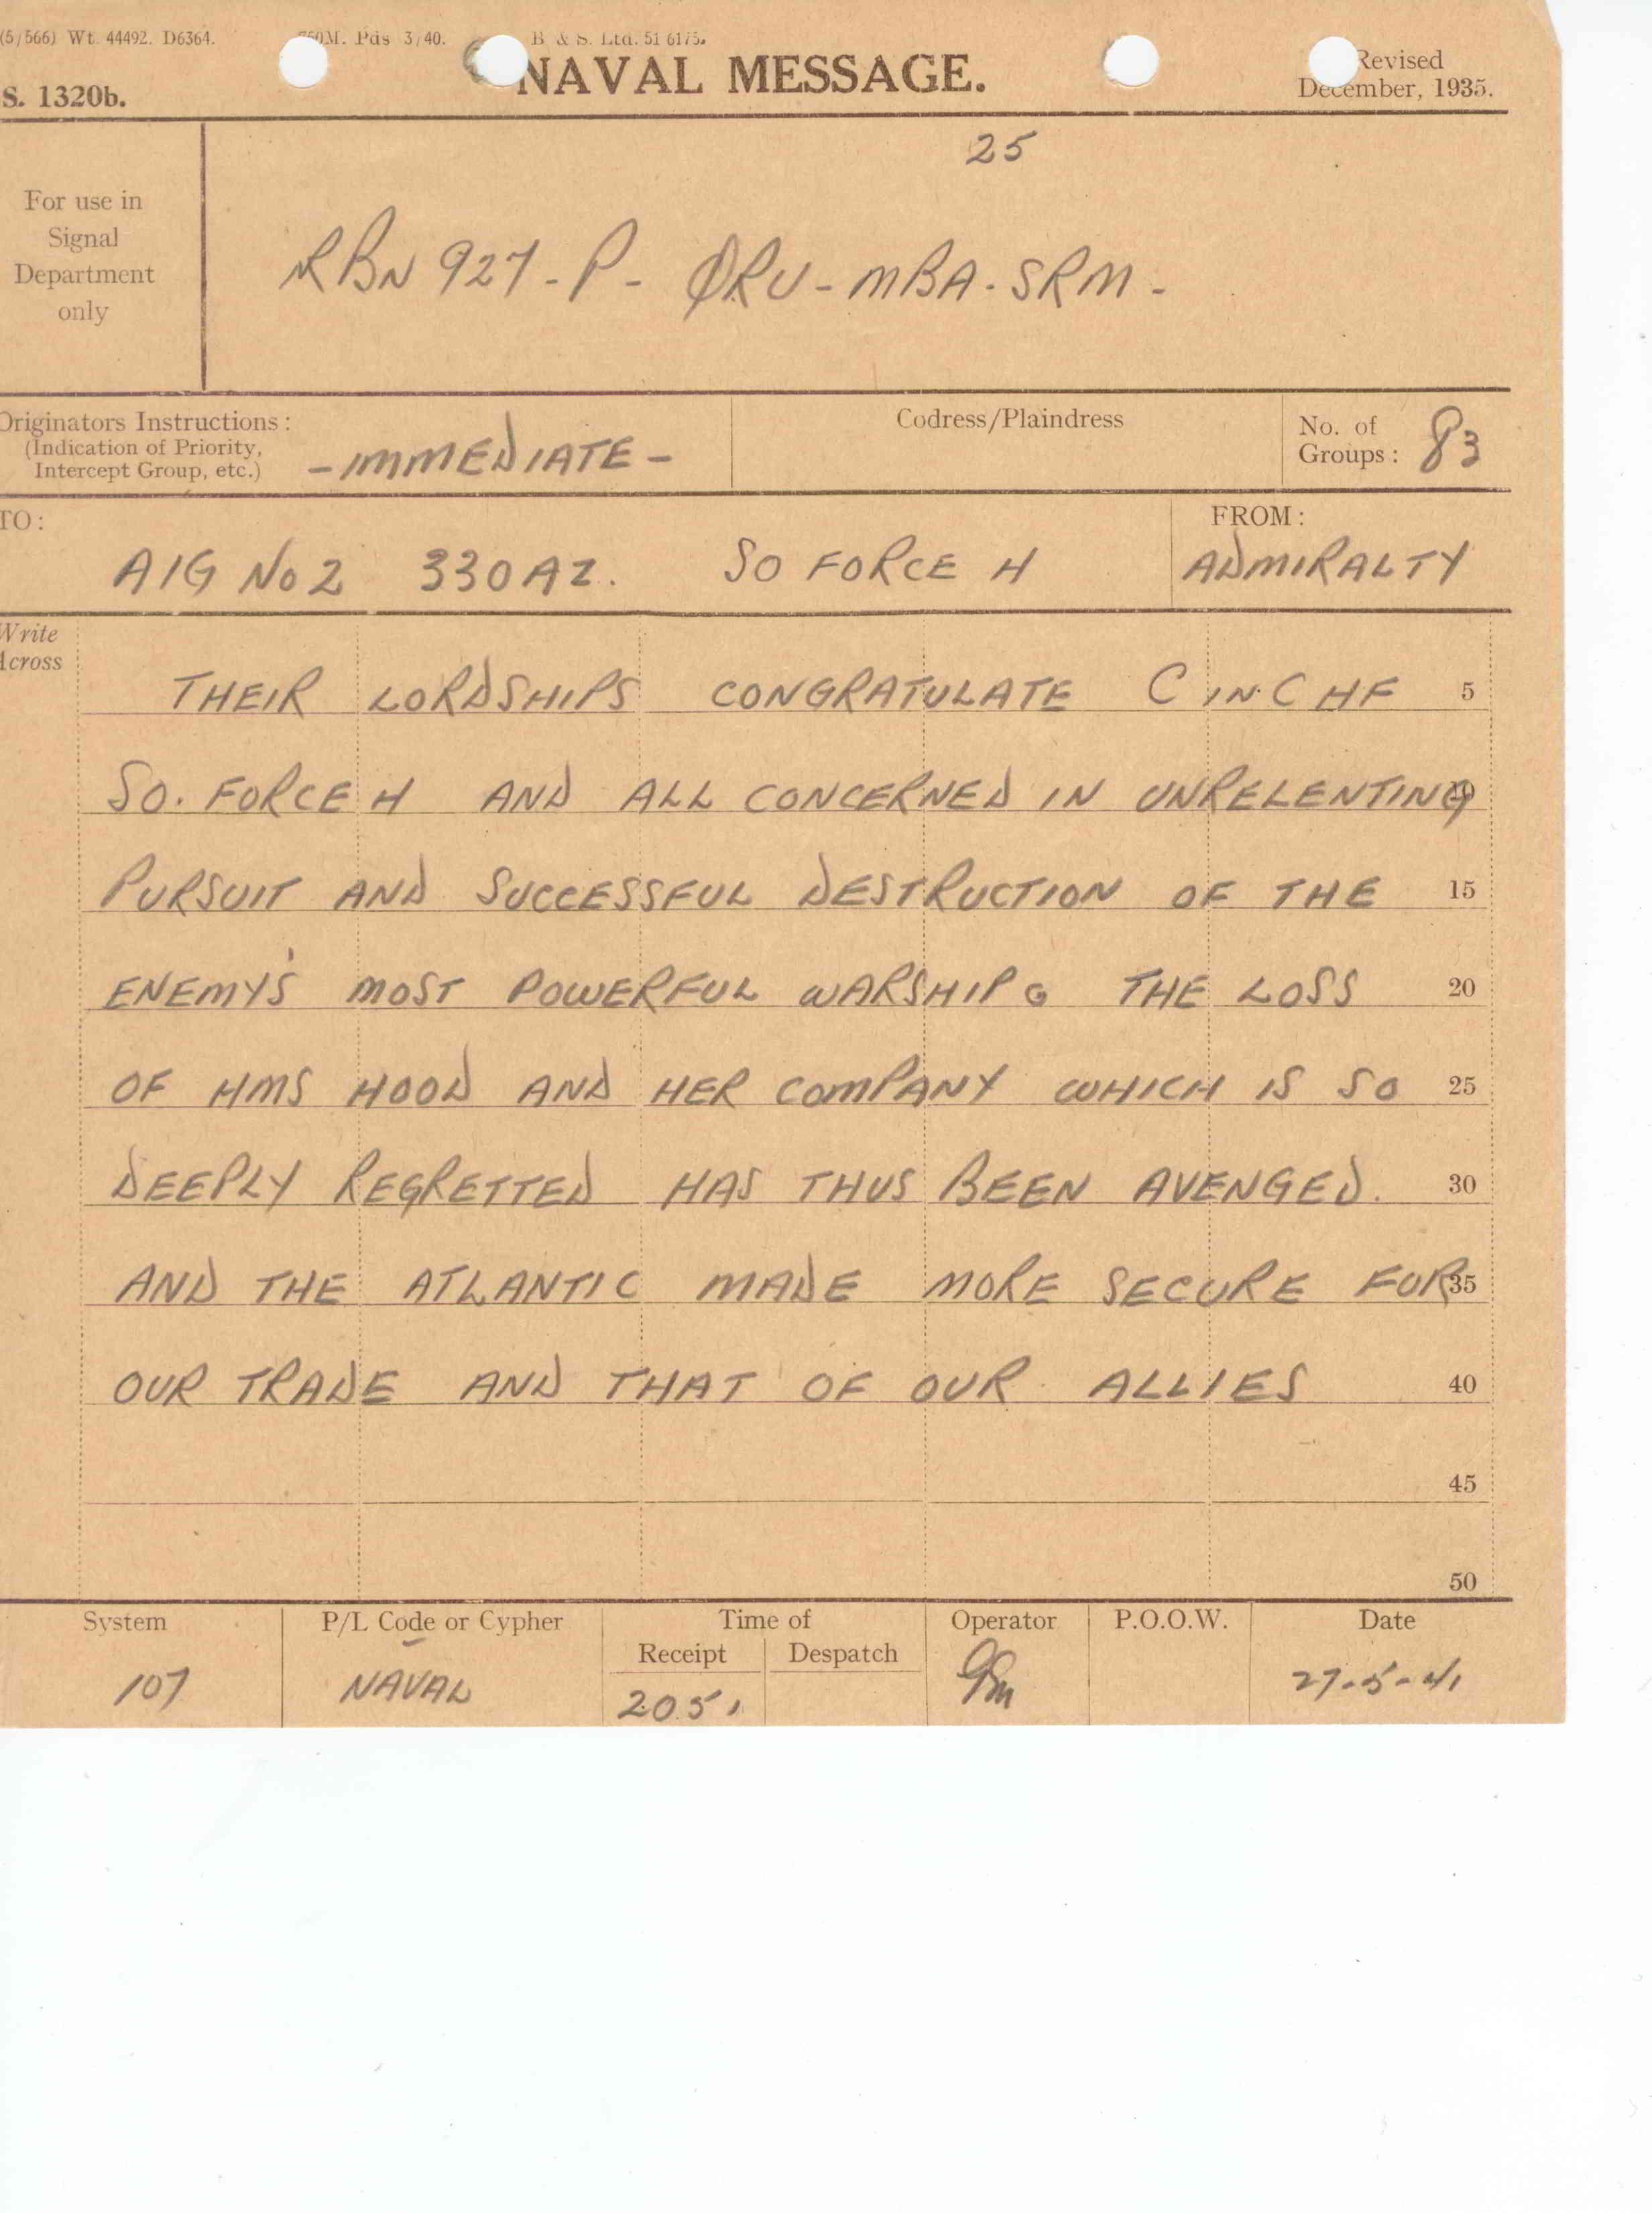 (5/566) Wt. 44492. D6364. Pds 3/40. B & S. Ltd. 51 6175.
NAVAL MESSAGE.
S. 1320b.
Revised
December, 1935.
25
For use in
Signal
Department
only
RBN 927 - P - ØRU - MBA - SRM -
Originators Instructions:
(Indication of Priority,
Intercept Group, etc.)
- IMMEDIATE -
Codress/Plaindress
No. of
Groups: 83
TO:
FROM:
AIG No 2 330AZ. SO FORCE H ADMIRALTY
Write
Across
THEIR LORDSHIPS CONGRATULATE C IN C HF 5
SO. FORCE H AND ALL CONCERNED IN UNRELENTING 10
PURSUIT AND SUCCESSFUL DESTRUCTION OF THE 15
ENEMY'S MOST POWERFUL WARSHIP. THE LOSS 20
OF HMS HOOD AND HER COMPANY WHICH IS SO 25
DEEPLY REGRETTED HAS THUS BEEN AVENGED. 30
AND THE ATLANTIC MADE MORE SECURE FOR 35
OUR TRADE AND THAT OF OUR ALLIES 40
45
50
System P/L Code or Cypher Time of Operator P.O.O.W. Date
Receipt Despatch
107 NAVAL 2051 27-5-41